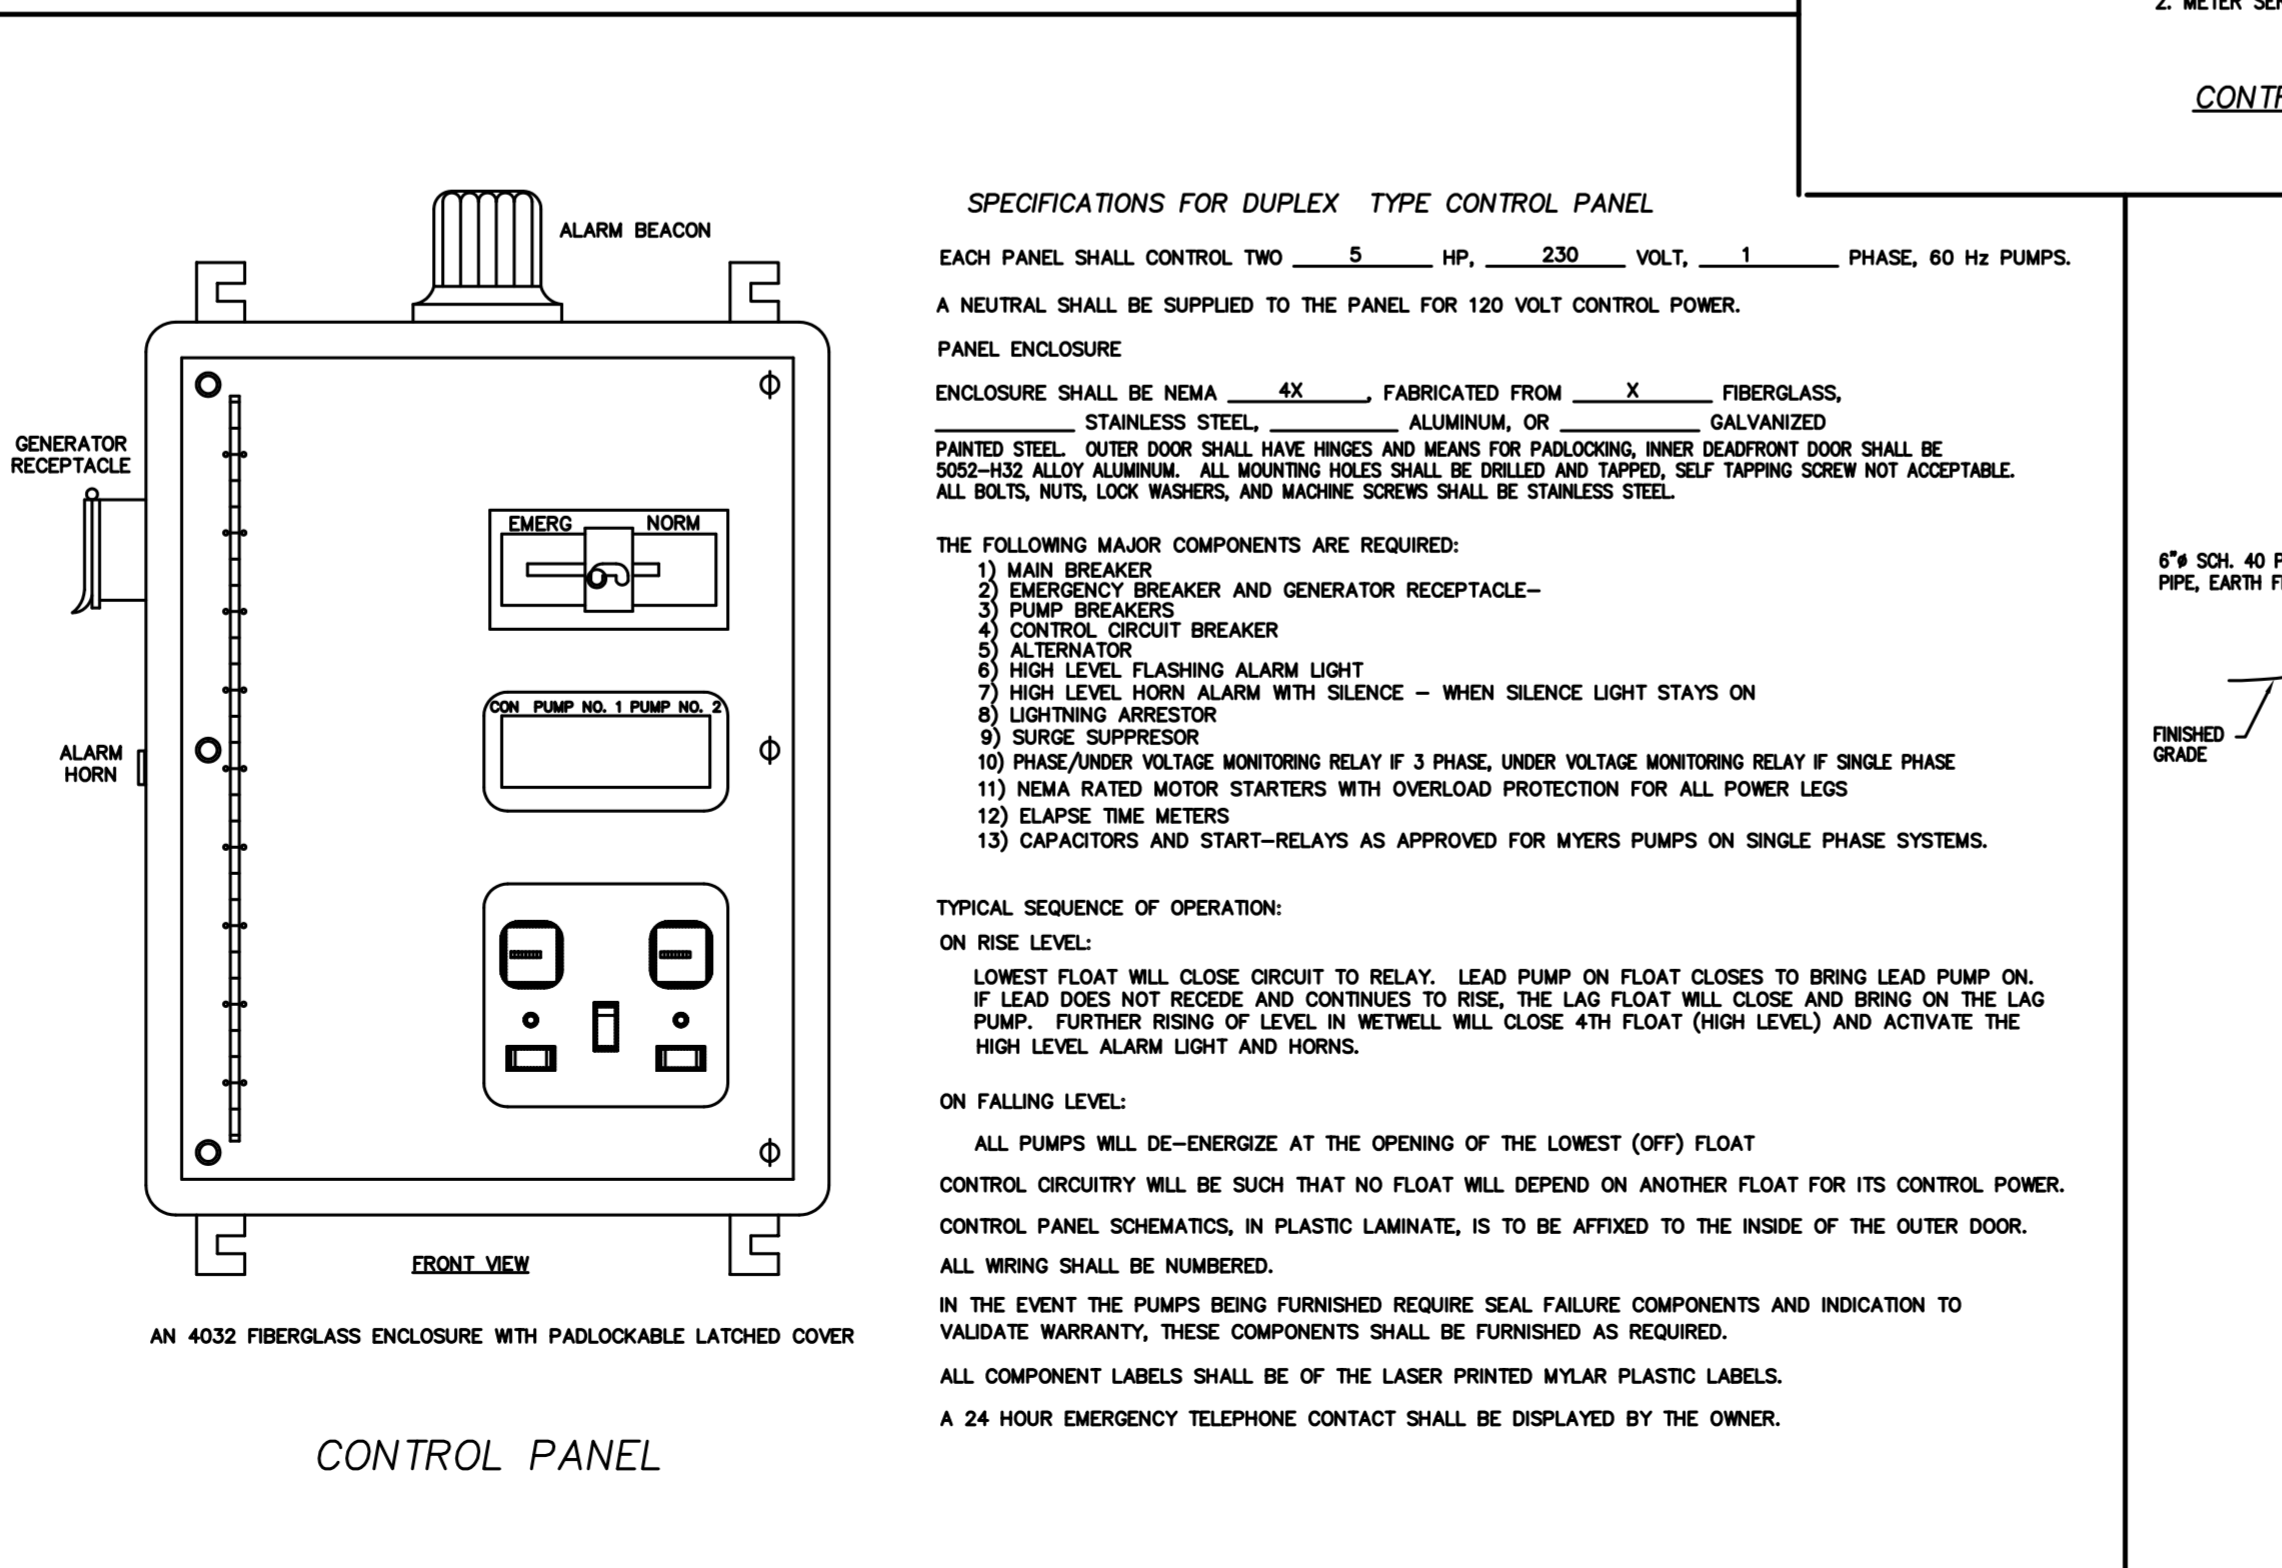 2. METER SER
CONTR
ALARM BEACON
GENERATOR
RECEPTACLE
EMERG NORM
CON PUMP NO. 1 PUMP NO. 2
ALARM
HORN
FRONT VIEW
AN 4032 FIBERGLASS ENCLOSURE WITH PADLOCKABLE LATCHED COVER
CONTROL PANEL
SPECIFICATIONS FOR DUPLEX TYPE CONTROL PANEL
EACH PANEL SHALL CONTROL TWO 5 HP, 230 VOLT, 1 PHASE, 60 Hz PUMPS.
A NEUTRAL SHALL BE SUPPLIED TO THE PANEL FOR 120 VOLT CONTROL POWER.
PANEL ENCLOSURE
ENCLOSURE SHALL BE NEMA 4X, FABRICATED FROM X FIBERGLASS,
STAINLESS STEEL, ALUMINUM, OR GALVANIZED
PAINTED STEEL. OUTER DOOR SHALL HAVE HINGES AND MEANS FOR PADLOCKING, INNER DEADFRONT DOOR SHALL BE
5052-H32 ALLOY ALUMINUM. ALL MOUNTING HOLES SHALL BE DRILLED AND TAPPED, SELF TAPPING SCREW NOT ACCEPTABLE.
ALL BOLTS, NUTS, LOCK WASHERS, AND MACHINE SCREWS SHALL BE STAINLESS STEEL.
THE FOLLOWING MAJOR COMPONENTS ARE REQUIRED:
1) MAIN BREAKER
2) EMERGENCY BREAKER AND GENERATOR RECEPTACLE-
3) PUMP BREAKERS
4) CONTROL CIRCUIT BREAKER
5) ALTERNATOR
6) HIGH LEVEL FLASHING ALARM LIGHT
7) HIGH LEVEL HORN ALARM WITH SILENCE - WHEN SILENCE LIGHT STAYS ON
8) LIGHTNING ARRESTOR
9) SURGE SUPPRESOR
10) PHASE/UNDER VOLTAGE MONITORING RELAY IF 3 PHASE, UNDER VOLTAGE MONITORING RELAY IF SINGLE PHASE
11) NEMA RATED MOTOR STARTERS WITH OVERLOAD PROTECTION FOR ALL POWER LEGS
12) ELAPSE TIME METERS
13) CAPACITORS AND START-RELAYS AS APPROVED FOR MYERS PUMPS ON SINGLE PHASE SYSTEMS.
TYPICAL SEQUENCE OF OPERATION:
ON RISE LEVEL:
LOWEST FLOAT WILL CLOSE CIRCUIT TO RELAY. LEAD PUMP ON FLOAT CLOSES TO BRING LEAD PUMP ON.
IF LEAD DOES NOT RECEDE AND CONTINUES TO RISE, THE LAG FLOAT WILL CLOSE AND BRING ON THE LAG
PUMP. FURTHER RISING OF LEVEL IN WETWELL WILL CLOSE 4TH FLOAT (HIGH LEVEL) AND ACTIVATE THE
HIGH LEVEL ALARM LIGHT AND HORNS.
ON FALLING LEVEL:
ALL PUMPS WILL DE-ENERGIZE AT THE OPENING OF THE LOWEST (OFF) FLOAT
CONTROL CIRCUITRY WILL BE SUCH THAT NO FLOAT WILL DEPEND ON ANOTHER FLOAT FOR ITS CONTROL POWER.
CONTROL PANEL SCHEMATICS, IN PLASTIC LAMINATE, IS TO BE AFFIXED TO THE INSIDE OF THE OUTER DOOR.
ALL WIRING SHALL BE NUMBERED.
IN THE EVENT THE PUMPS BEING FURNISHED REQUIRE SEAL FAILURE COMPONENTS AND INDICATION TO
VALIDATE WARRANTY, THESE COMPONENTS SHALL BE FURNISHED AS REQUIRED.
ALL COMPONENT LABELS SHALL BE OF THE LASER PRINTED MYLAR PLASTIC LABELS.
A 24 HOUR EMERGENCY TELEPHONE CONTACT SHALL BE DISPLAYED BY THE OWNER.
6"ø SCH. 40 P
PIPE, EARTH F
FINISHED
GRADE